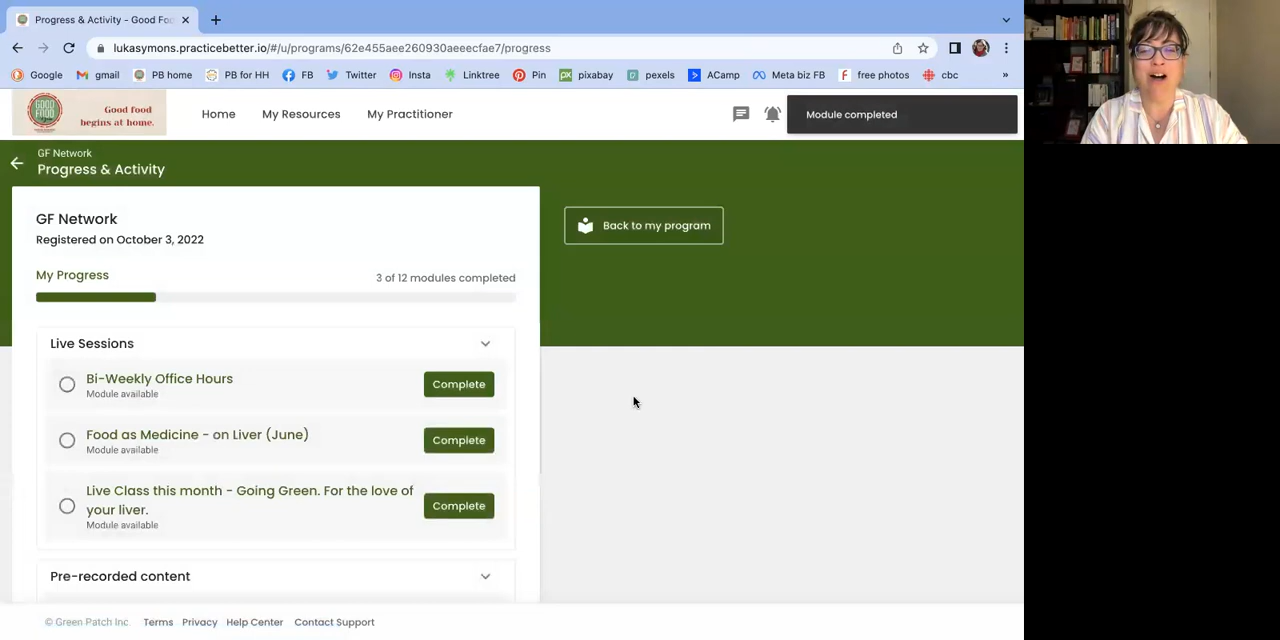 Progress & Activity - Good Foo
lukasymons.practicebetter.io/#/u/programs/62e455aee260930aeeecfae7/progress
Google
gmail
PB home
PB for HH
FB
Twitter
Insta
Linktree
Pin
pixabay
pexels
ACamp
Meta biz FB
free photos
cbc
»
GOOD FOOD
Good food
begins at home.
Home
My Resources
My Practitioner
Module completed
GF Network
Progress & Activity
GF Network
Registered on October 3, 2022
Back to my program
My Progress
3 of 12 modules completed
Live Sessions
Bi-Weekly Office Hours
Module available
Complete
Food as Medicine - on Liver (June)
Module available
Complete
Live Class this month - Going Green. For the love of
your liver.
Module available
Complete
Pre-recorded content
© Green Patch Inc.
Terms
Privacy
Help Center
Contact Support